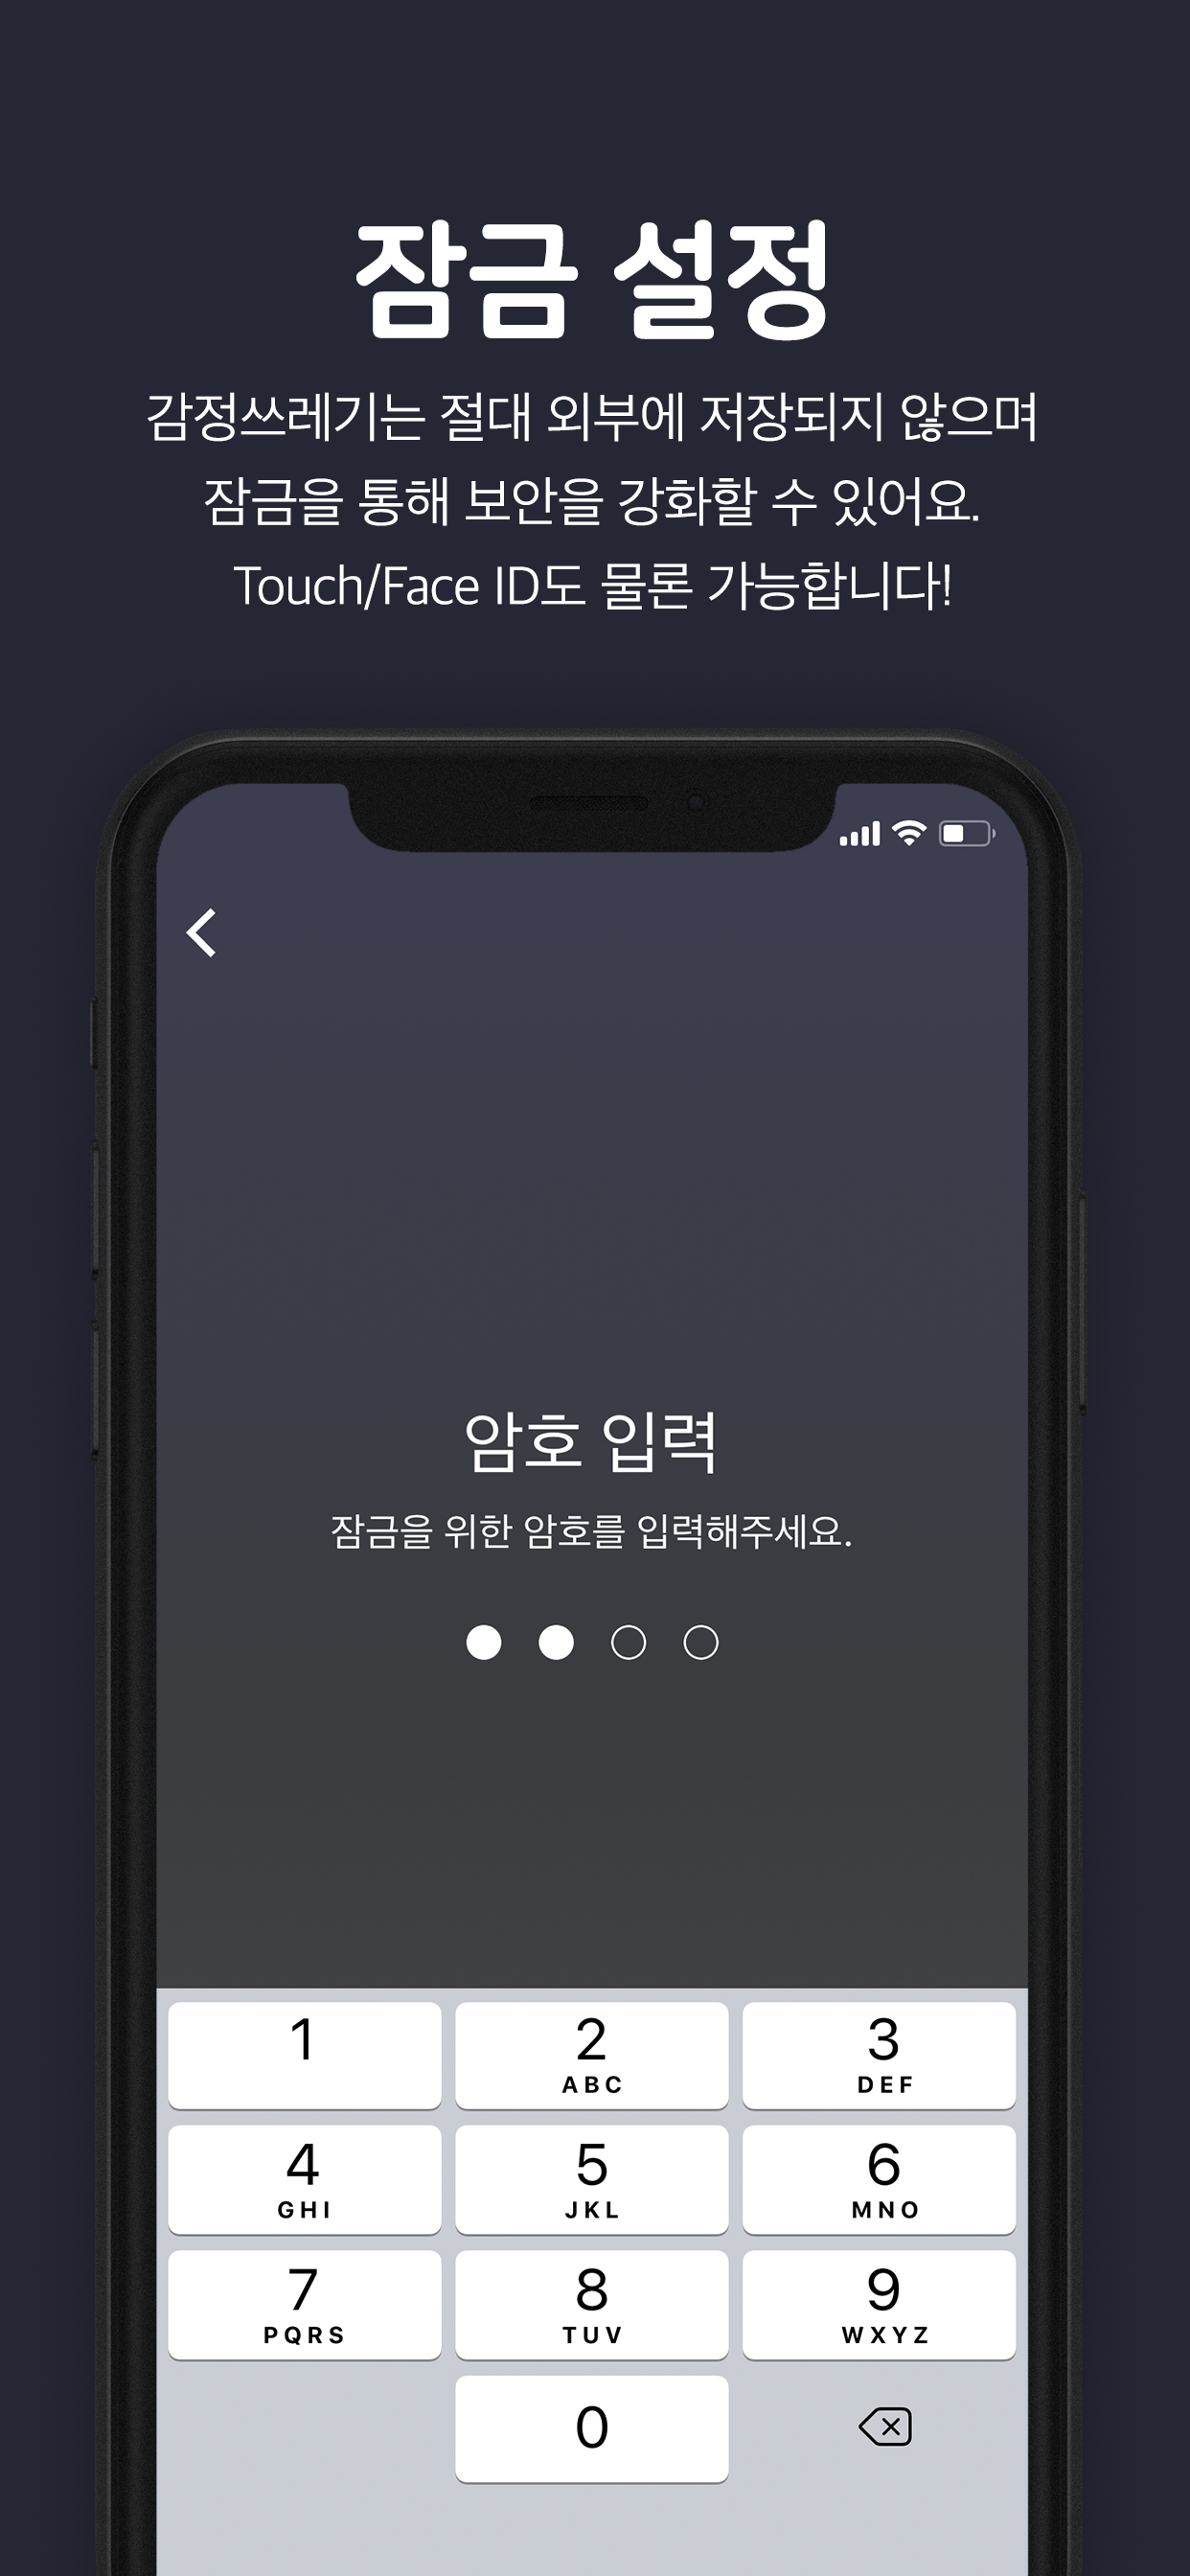 잠금 설정
감정쓰레기는 절대 외부에 저장되지 않으며
잠금을 통해 보안을 강화할 수 있어요.
Touch/Face ID도 물론 가능합니다!
암호 입력
잠금을 위한 암호를 입력해주세요.
1 2 3
ABC DEF
4 5 6
GHI JKL MNO
7 8 9
PQRS TUV WXYZ
0